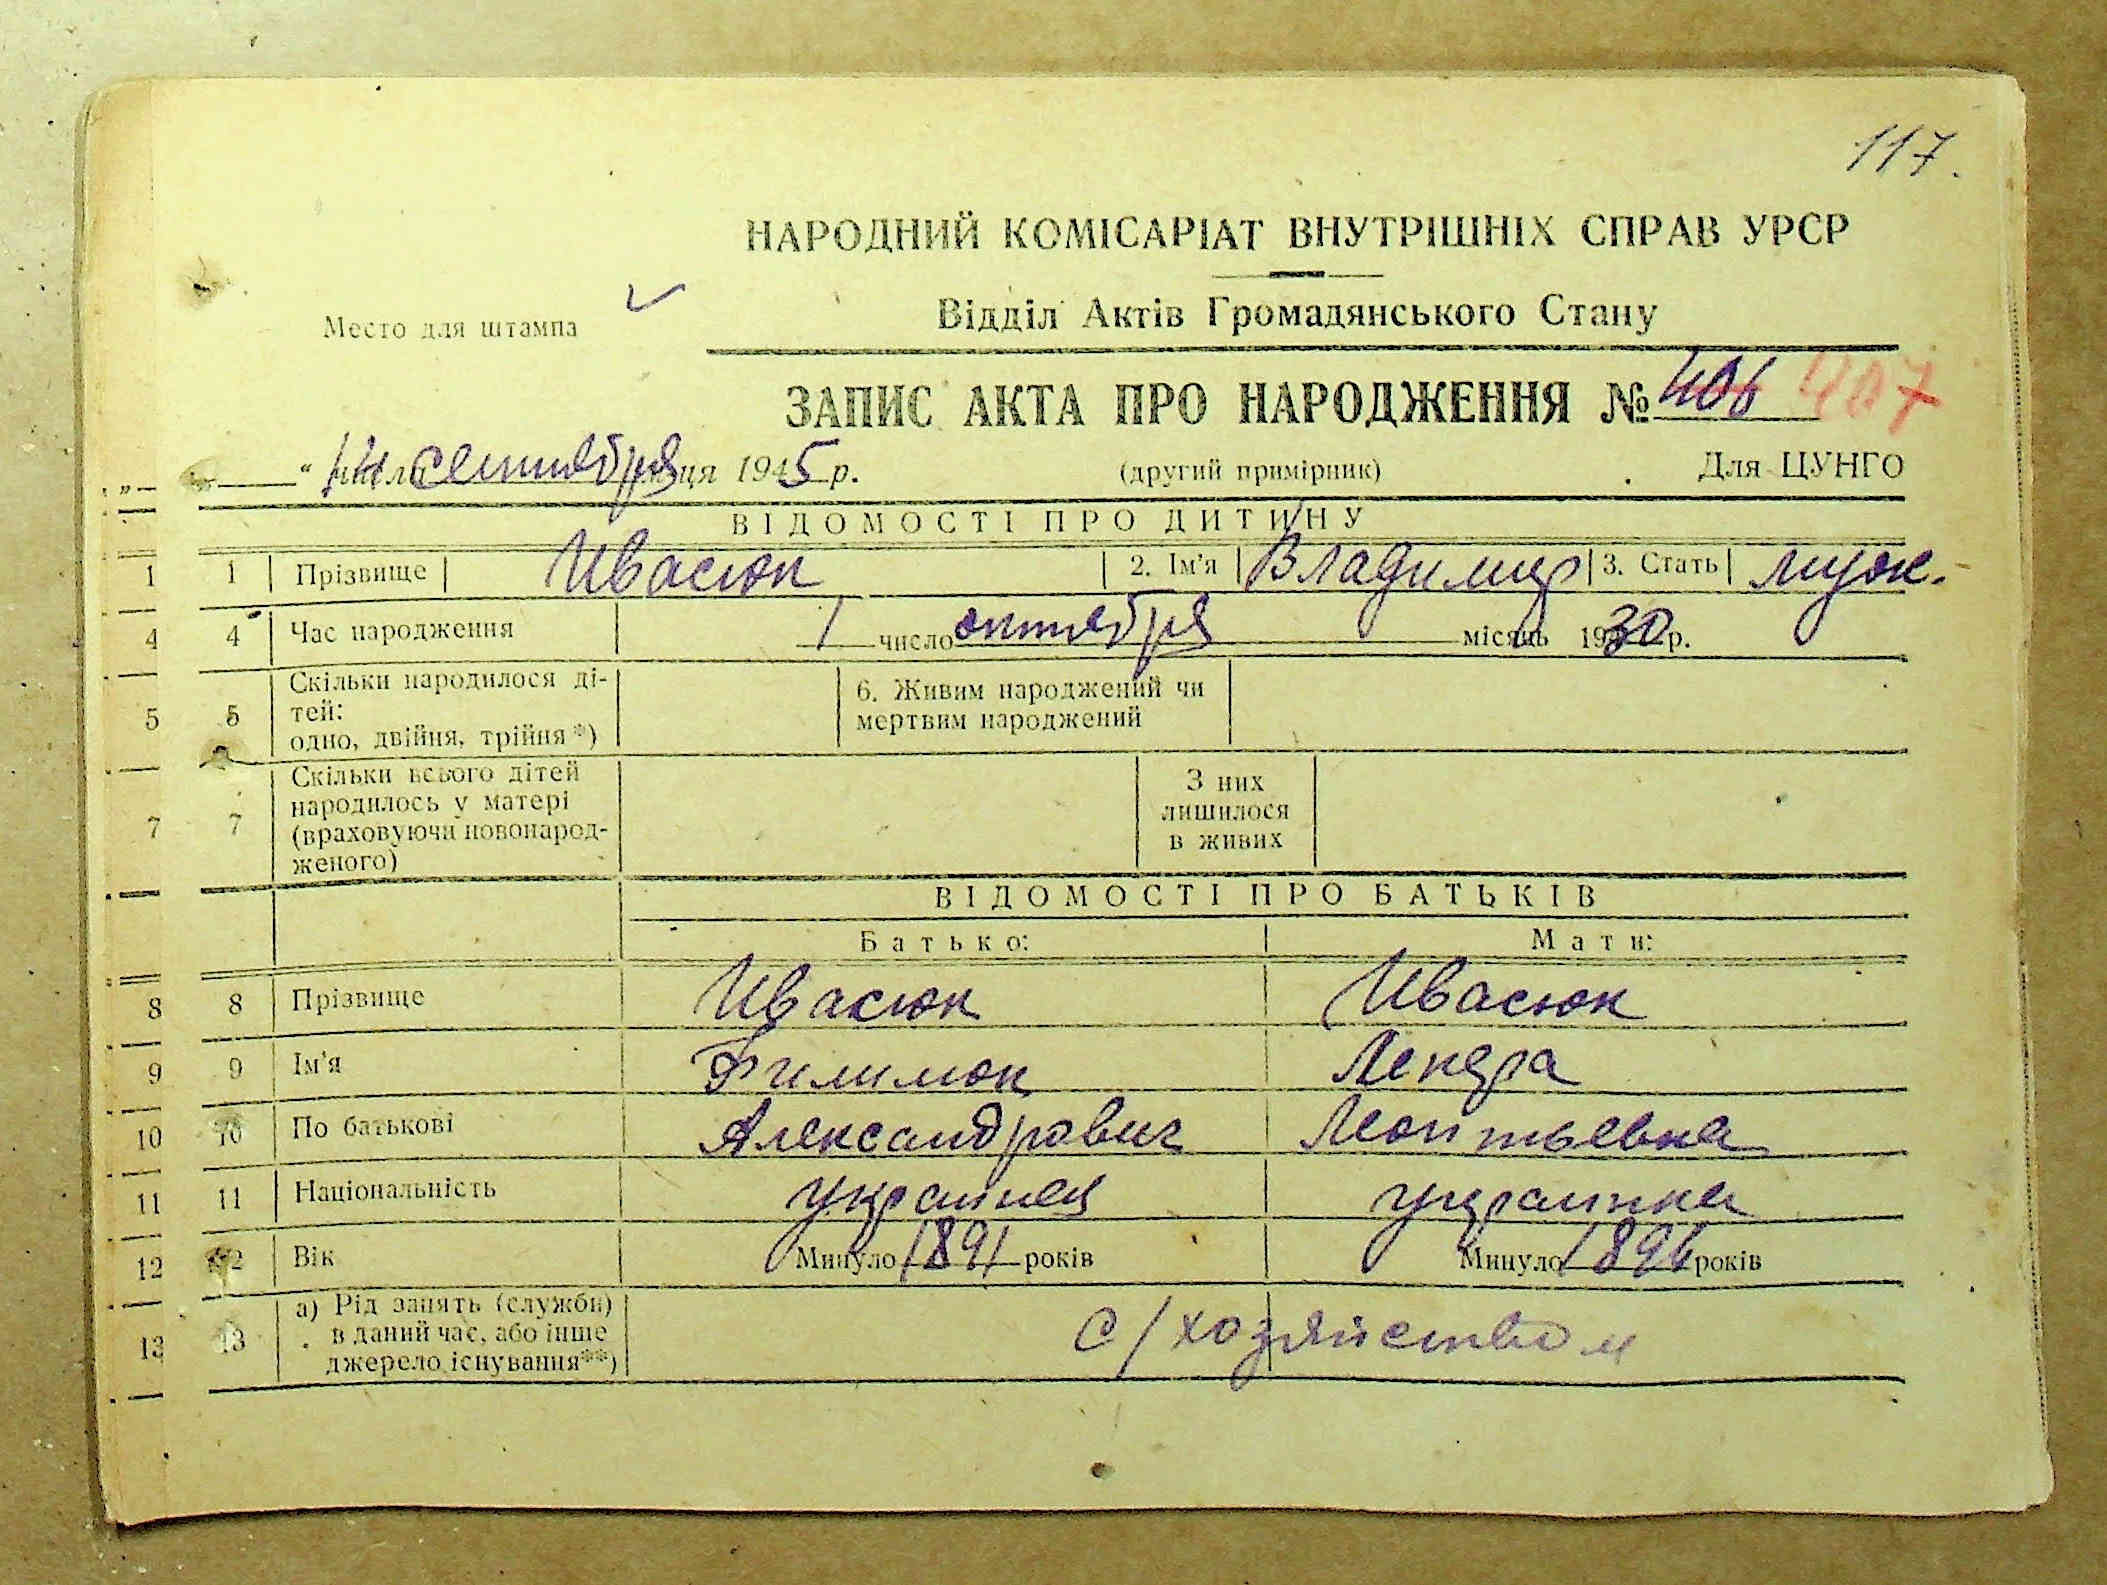 117.
НАРОДНИЙ КОМІСАРІАТ ВНУТРІШНІХ СПРАВ УРСР
Место для штампа
Відділ Актів Громадянського Стану
ЗАПИС АКТА ПРО НАРОДЖЕННЯ № 406 407
сентября 1945 р.
(другий примірник)
Для ЦУНГО
ВІДОМОСТІ ПРО ДИТИНУ
1 1 Прізвище Ивасюк 2. Ім'я Владимир 3. Стать муж.
4 4 Час народження 1 число октября місяць 1930 р.
5 5 Скільки народилося ді-
тей:
одно, двійня, трійня *)
6. Живим народжений чи
мертвим народжений
7 7 Скільки всього дітей
народилось у матері
(враховуючи новонарод-
женого)
З них
лишилося
в живих
ВІДОМОСТІ ПРО БАТЬКІВ
Батько: Мати:
8 8 Прізвище Ивасюк Ивасюк
9 9 Ім'я Филимон
10 10 По батькові Александрович Леонтьевна
11 11 Національність украинец украинка
12 12 Вік Минуло 1891 років Минуло 1896 років
13 13 а) Рід занять (служби)
в даний час, або інше
джерело існування**)
с/хозяйством